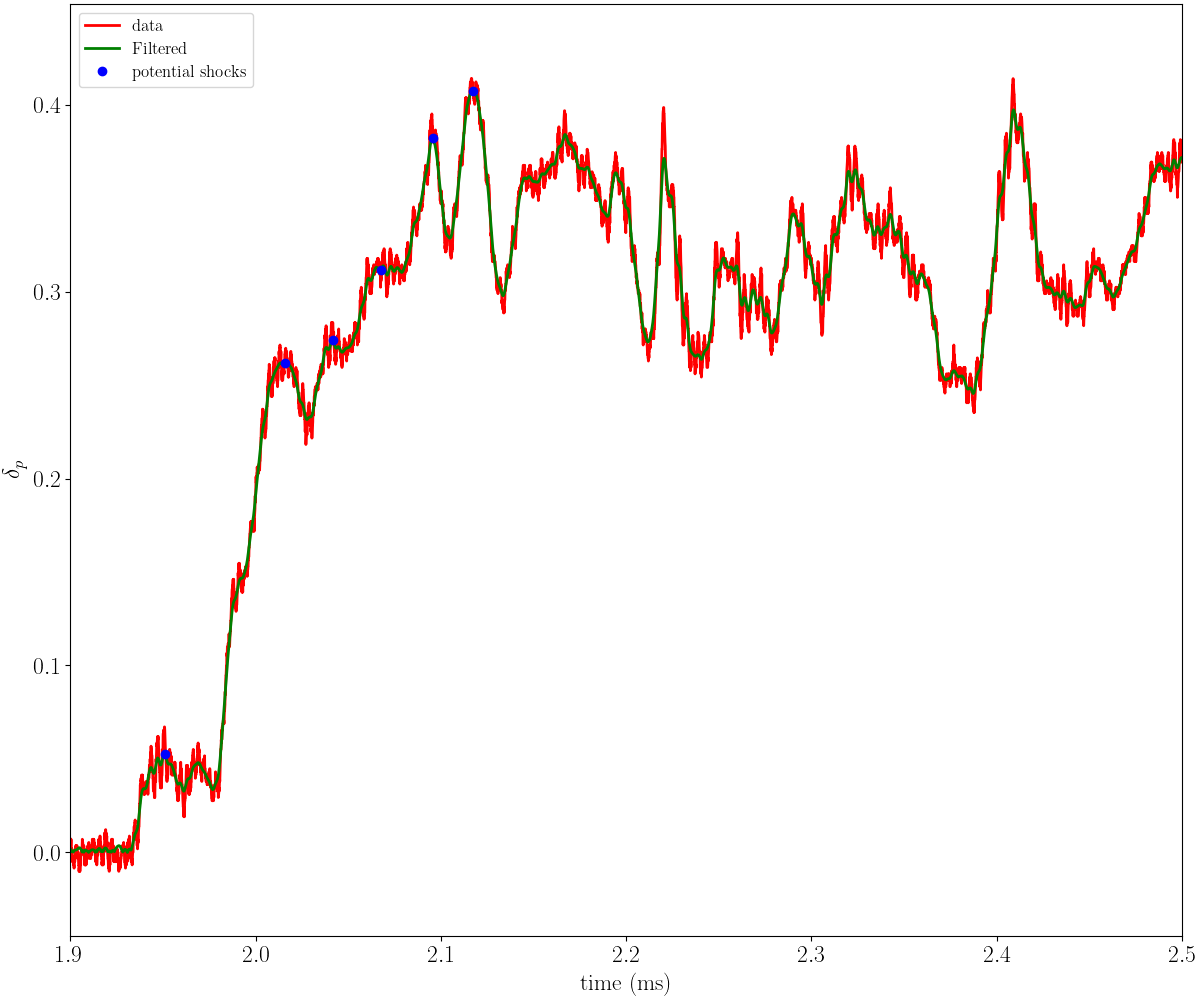 data
Filtered
potential shocks
0.4
0.3
0.2
0.1
0.0
δp
1.9 2.0 2.1 2.2 2.3 2.4 2.5
time (ms)